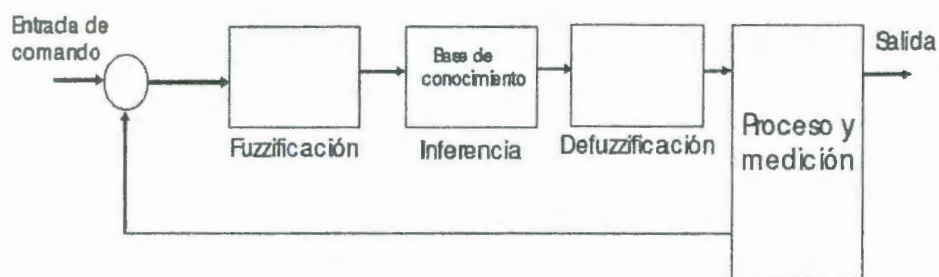 Entrada de
comando
Base de
conocimiento
Salida
Fuzzificación
Inferencia
Defuzzificación
Proceso y
medición